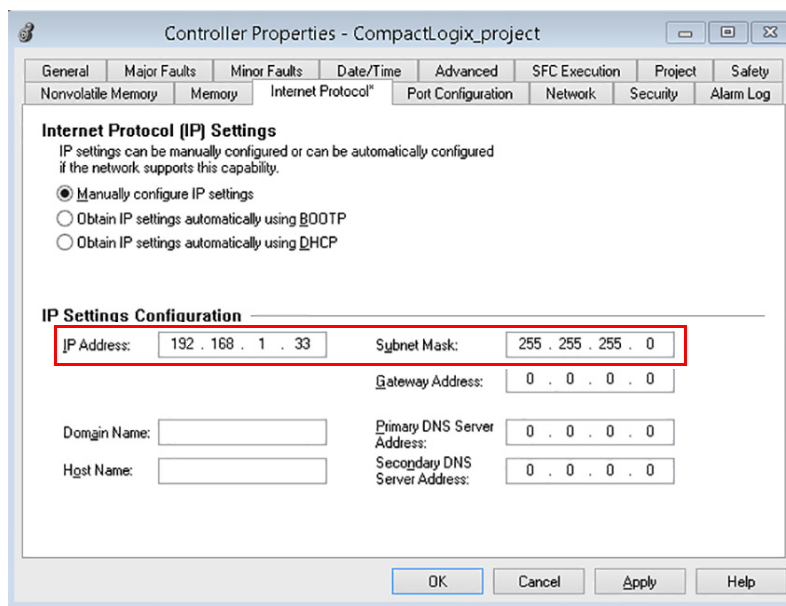 Controller Properties - CompactLogix_project
General Major Faults Minor Faults Date/Time Advanced SFC Execution Project Safety
Nonvolatile Memory Memory Internet Protocol* Port Configuration Network Security Alarm Log
Internet Protocol (IP) Settings
IP settings can be manually configured or can be automatically configured
if the network supports this capability.
Manually configure IP settings
Obtain IP settings automatically using BOOTP
Obtain IP settings automatically using DHCP
IP Settings Configuration
IP Address: 192 . 168 . 1 . 33 Subnet Mask: 255 . 255 . 255 . 0
Gateway Address: 0 . 0 . 0 . 0
Domain Name: Primary DNS Server
Address: 0 . 0 . 0 . 0
Host Name: Secondary DNS
Server Address: 0 . 0 . 0 . 0
OK Cancel Apply Help